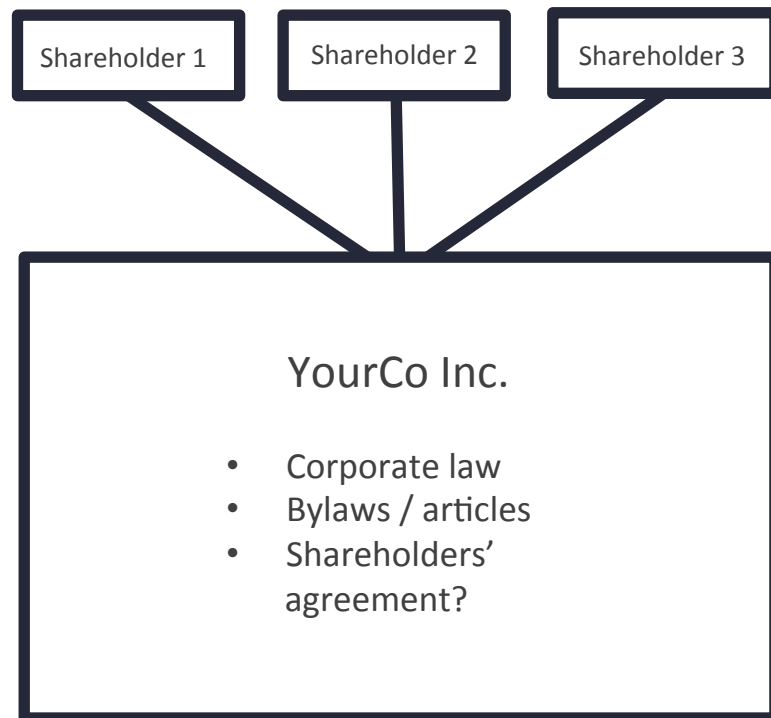 Shareholder 1
Shareholder 2
Shareholder 3
YourCo Inc.
• Corporate law
• Bylaws / articles
• Shareholders’
agreement?